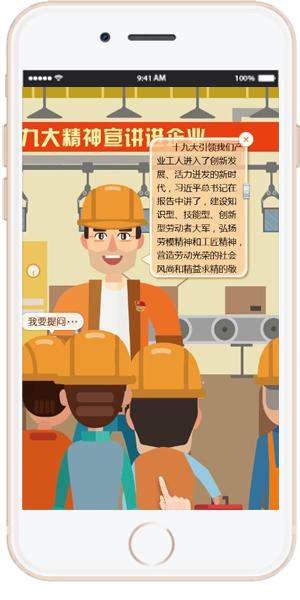 9:41 AM
100%
九大精神宣讲进企业
十九大引领我们产
业工人进入了创新发
展、活力迸发的新时
代，习近平总书记在
报告中讲了，建设知
识型、技能型、创新
型劳动者大军，弘扬
劳模精神和工匠精神，
营造劳动光荣的社会
风尚和精益求精的敬
我要提问···